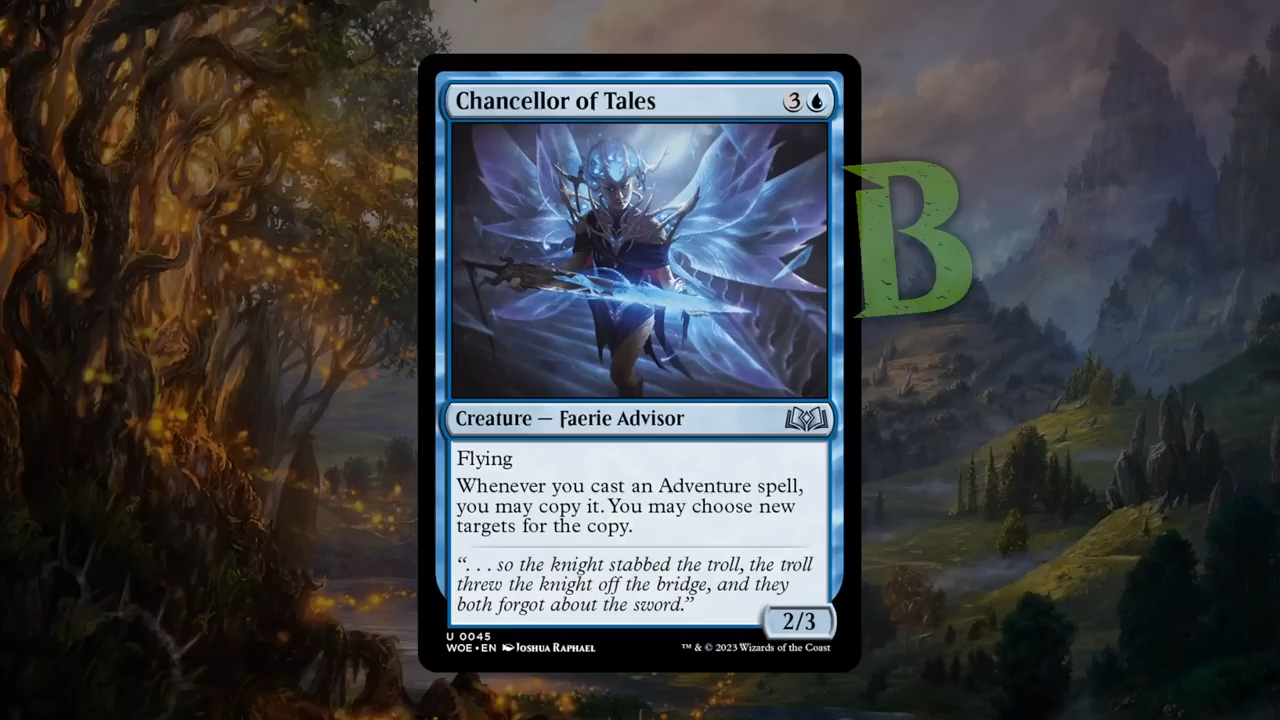 Chancellor of Tales 3
B
Creature — Faerie Advisor
Flying
Whenever you cast an Adventure spell,
you may copy it. You may choose new
targets for the copy.
“. . . so the knight stabbed the troll, the troll
threw the knight off the bridge, and they
both forgot about the sword.”
2/3
U 0045
WOE • EN Joshua Raphael
™ & © 2023 Wizards of the Coast